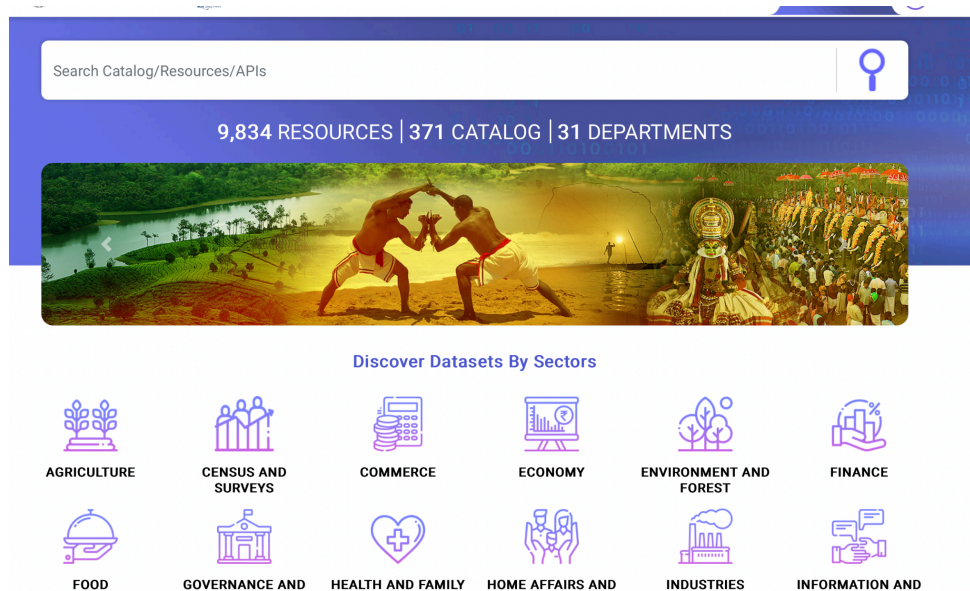 Search Catalog/Resources/APIs
9,834 RESOURCES | 371 CATALOG | 31 DEPARTMENTS
Discover Datasets By Sectors
AGRICULTURE
CENSUS AND
SURVEYS
COMMERCE
ECONOMY
ENVIRONMENT AND
FOREST
FINANCE
FOOD
GOVERNANCE AND
HEALTH AND FAMILY
HOME AFFAIRS AND
INDUSTRIES
INFORMATION AND